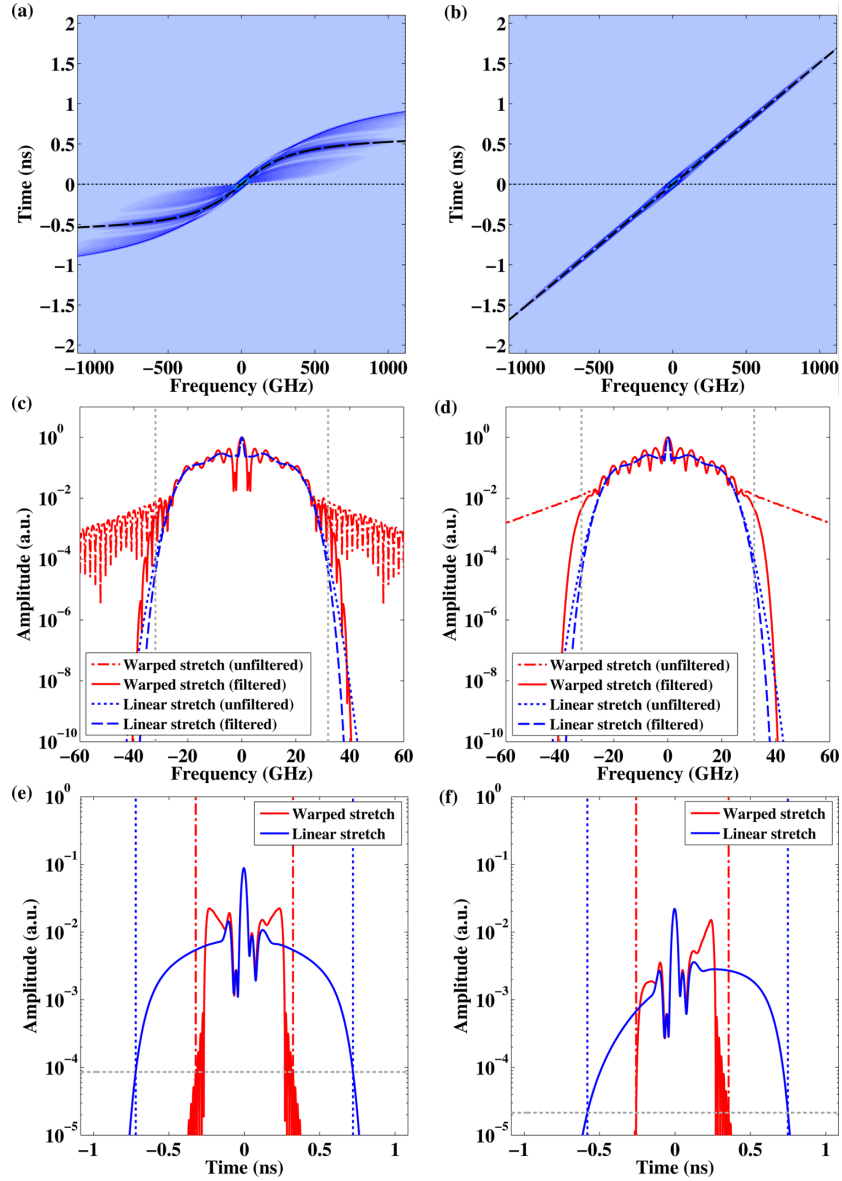 (a)
2
1.5
1
0.5
0
−0.5
−1
−1.5
−2
Time (ns)
−1000 −500 0 500 1000
Frequency (GHz)
(b)
2
1.5
1
0.5
0
−0.5
−1
−1.5
−2
Time (ns)
−1000 −500 0 500 1000
Frequency (GHz)
(c)
10^0
10^−2
10^−4
10^−6
10^−8
10^−10
Amplitude (a.u.)
Warped stretch (unfiltered)
Warped stretch (filtered)
Linear stretch (unfiltered)
Linear stretch (filtered)
−60 −40 −20 0 20 40 60
Frequency (GHz)
(d)
10^0
10^−2
10^−4
10^−6
10^−8
10^−10
Amplitude (a.u.)
Warped stretch (unfiltered)
Warped stretch (filtered)
Linear stretch (unfiltered)
Linear stretch (filtered)
−60 −40 −20 0 20 40 60
Frequency (GHz)
(e)
10^0
10^−1
10^−2
10^−3
10^−4
10^−5
Amplitude (a.u.)
Warped stretch
Linear stretch
−1 −0.5 0 0.5 1
Time (ns)
(f)
10^0
10^−1
10^−2
10^−3
10^−4
10^−5
Amplitude (a.u.)
Warped stretch
Linear stretch
−1 −0.5 0 0.5 1
Time (ns)